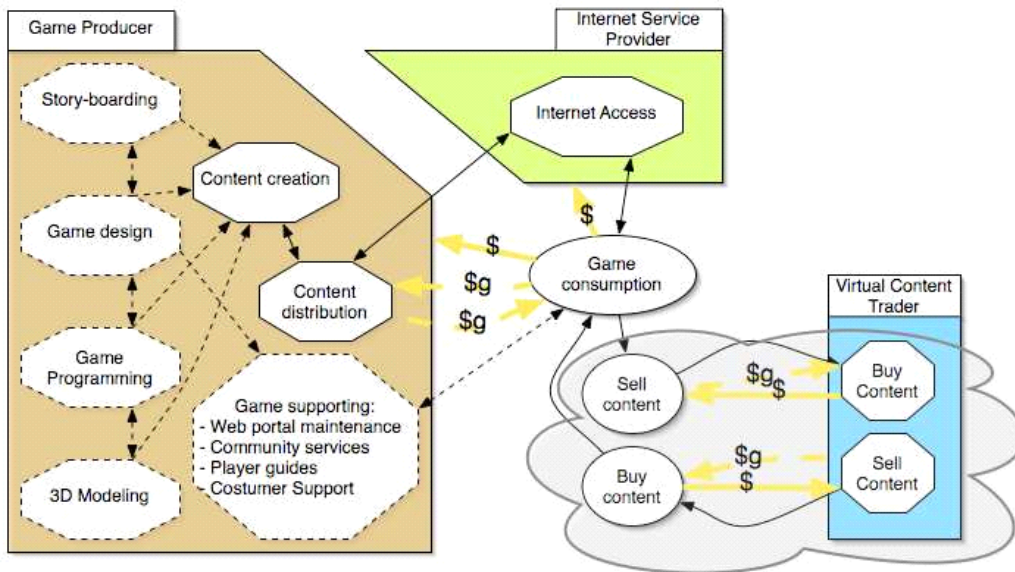 Game Producer
Story-boarding
Content creation
Game design
Content
distribution
Game
Programming
Game supporting:
- Web portal maintenance
- Community services
- Player guides
- Costurner Support
3D Modeling
Internet Service
Provider
Internet Access
$
$
$g
$g
Game
consumption
Virtual Content
Trader
Sell
content
$g
$
Buy
Content
Buy
content
$g
$
Sell
Content